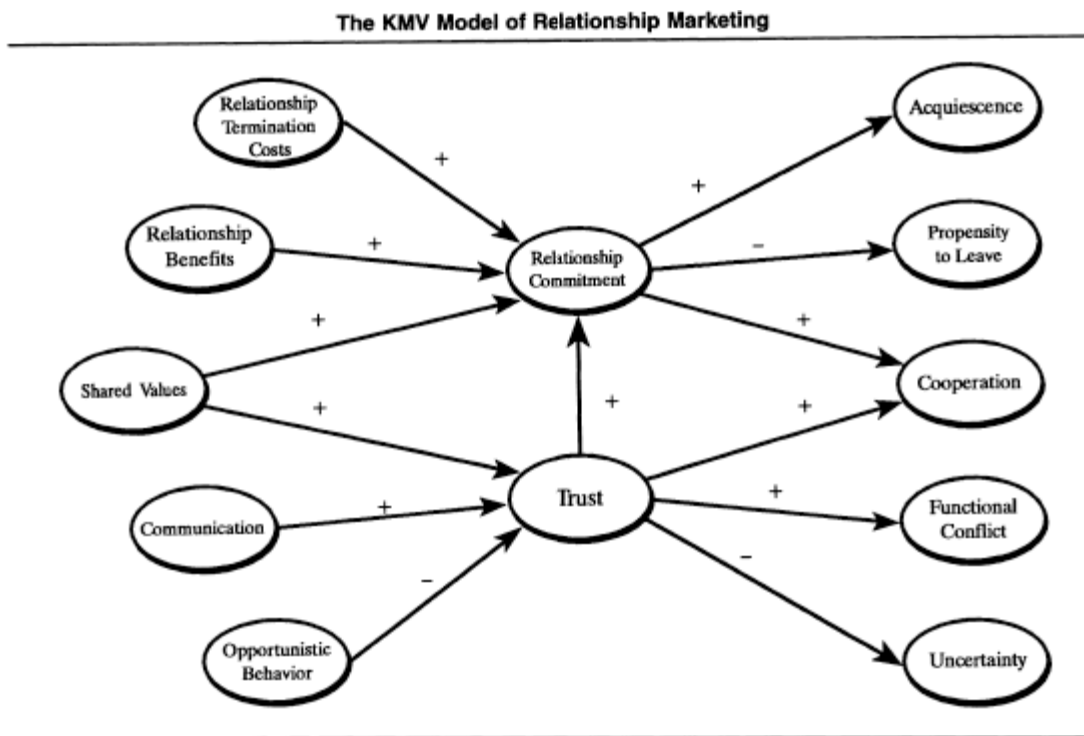 The KMV Model of Relationship Marketing
Relationship
Termination
Costs
Acquiescence
+
+
Relationship
Benefits
+
Relationship
Commitment
–
Propensity
to Leave
+
+
Shared Values
+
+
+
Cooperation
Communication
+
Trust
+
Functional
Conflict
–
–
Opportunistic
Behavior
Uncertainty